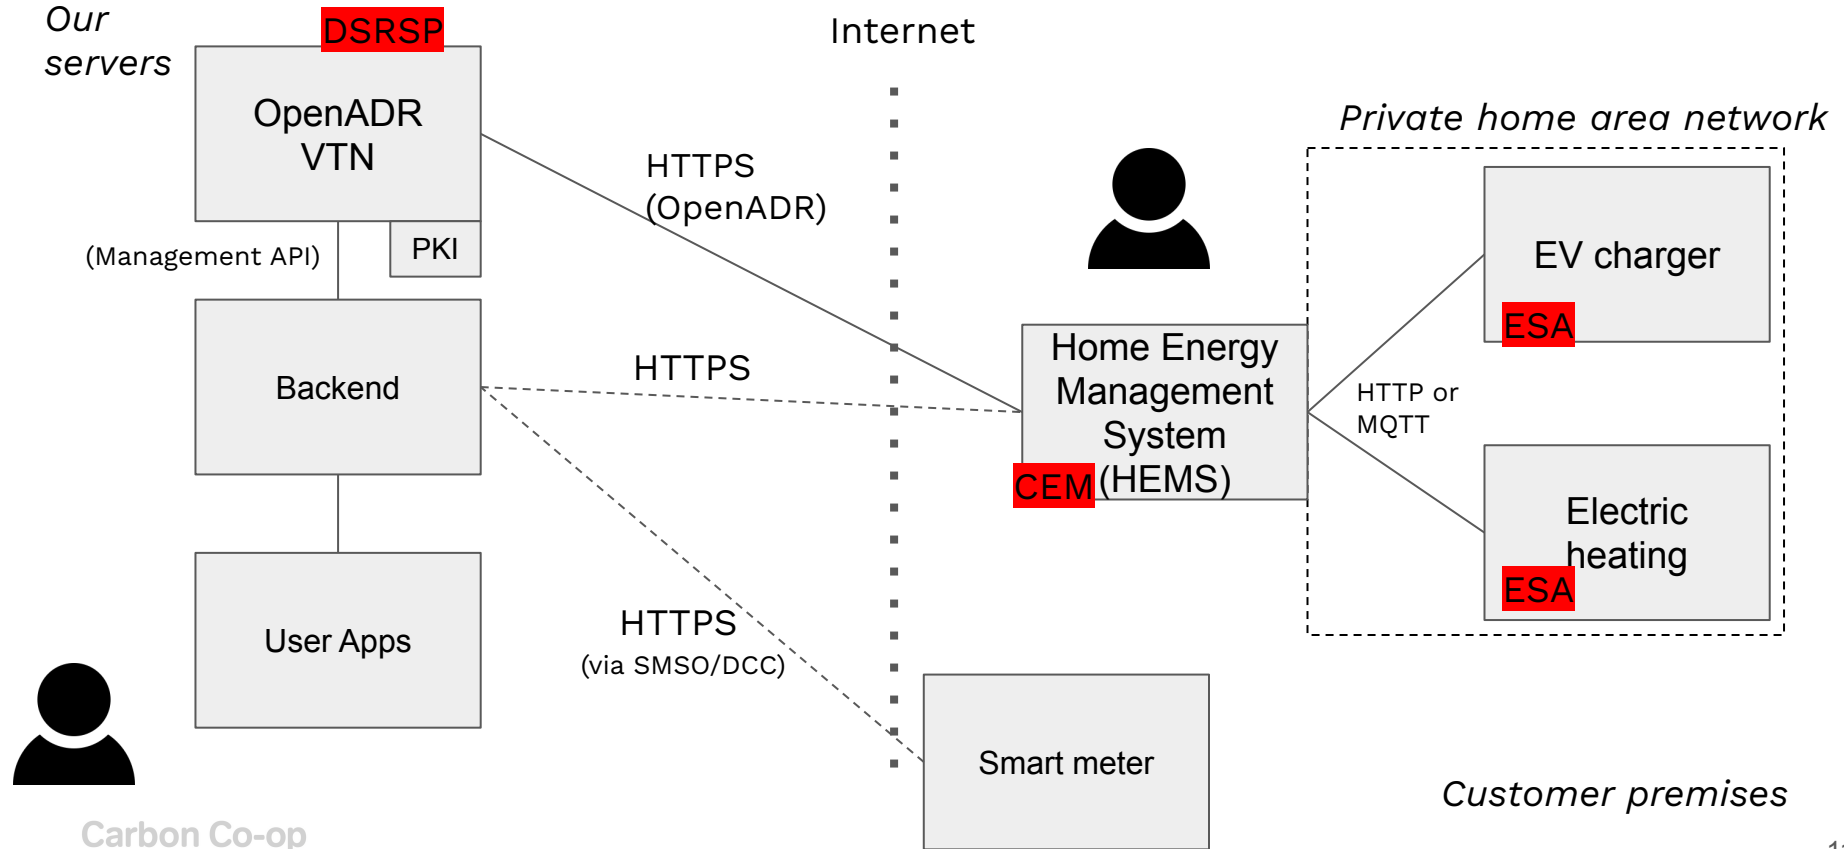 Our
servers
DSRSP
OpenADR
VTN
PKI
(Management API)
Backend
User Apps
Internet
HTTPS
(OpenADR)
HTTPS
HTTPS
(via SMSO/DCC)
Home Energy
Management
System
(HEMS)
CEM
Smart meter
Private home area network
EV charger
ESA
HTTP or
MQTT
Electric
heating
ESA
Customer premises
Carbon Co-op